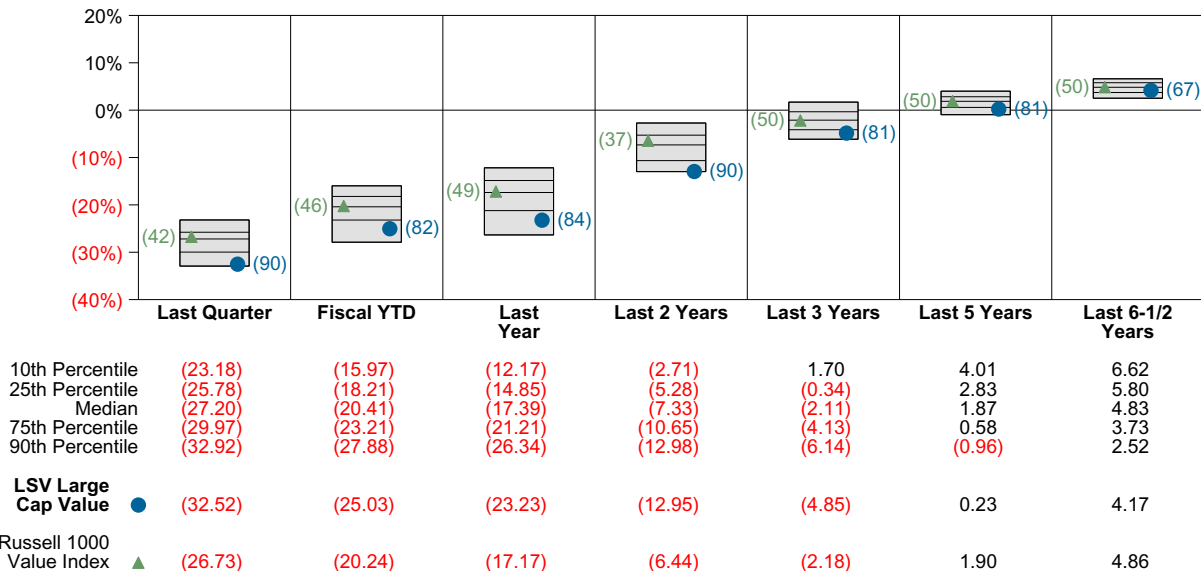 20%
10%
0%
(10%)
(20%)
(30%)
(40%)
(42)
(90)
(46)
(82)
(49)
(84)
(37)
(90)
(50)
(81)
(50)
(81)
(50)
(67)
Last Quarter Fiscal YTD Last Year Last 2 Years Last 3 Years Last 5 Years Last 6-1/2 Years
10th Percentile (23.18) (15.97) (12.17) (2.71) 1.70 4.01 6.62
25th Percentile (25.78) (18.21) (14.85) (5.28) (0.34) 2.83 5.80
Median (27.20) (20.41) (17.39) (7.33) (2.11) 1.87 4.83
75th Percentile (29.97) (23.21) (21.21) (10.65) (4.13) 0.58 3.73
90th Percentile (32.92) (27.88) (26.34) (12.98) (6.14) (0.96) 2.52
LSV Large
Cap Value (32.52) (25.03) (23.23) (12.95) (4.85) 0.23 4.17
Russell 1000
Value Index (26.73) (20.24) (17.17) (6.44) (2.18) 1.90 4.86